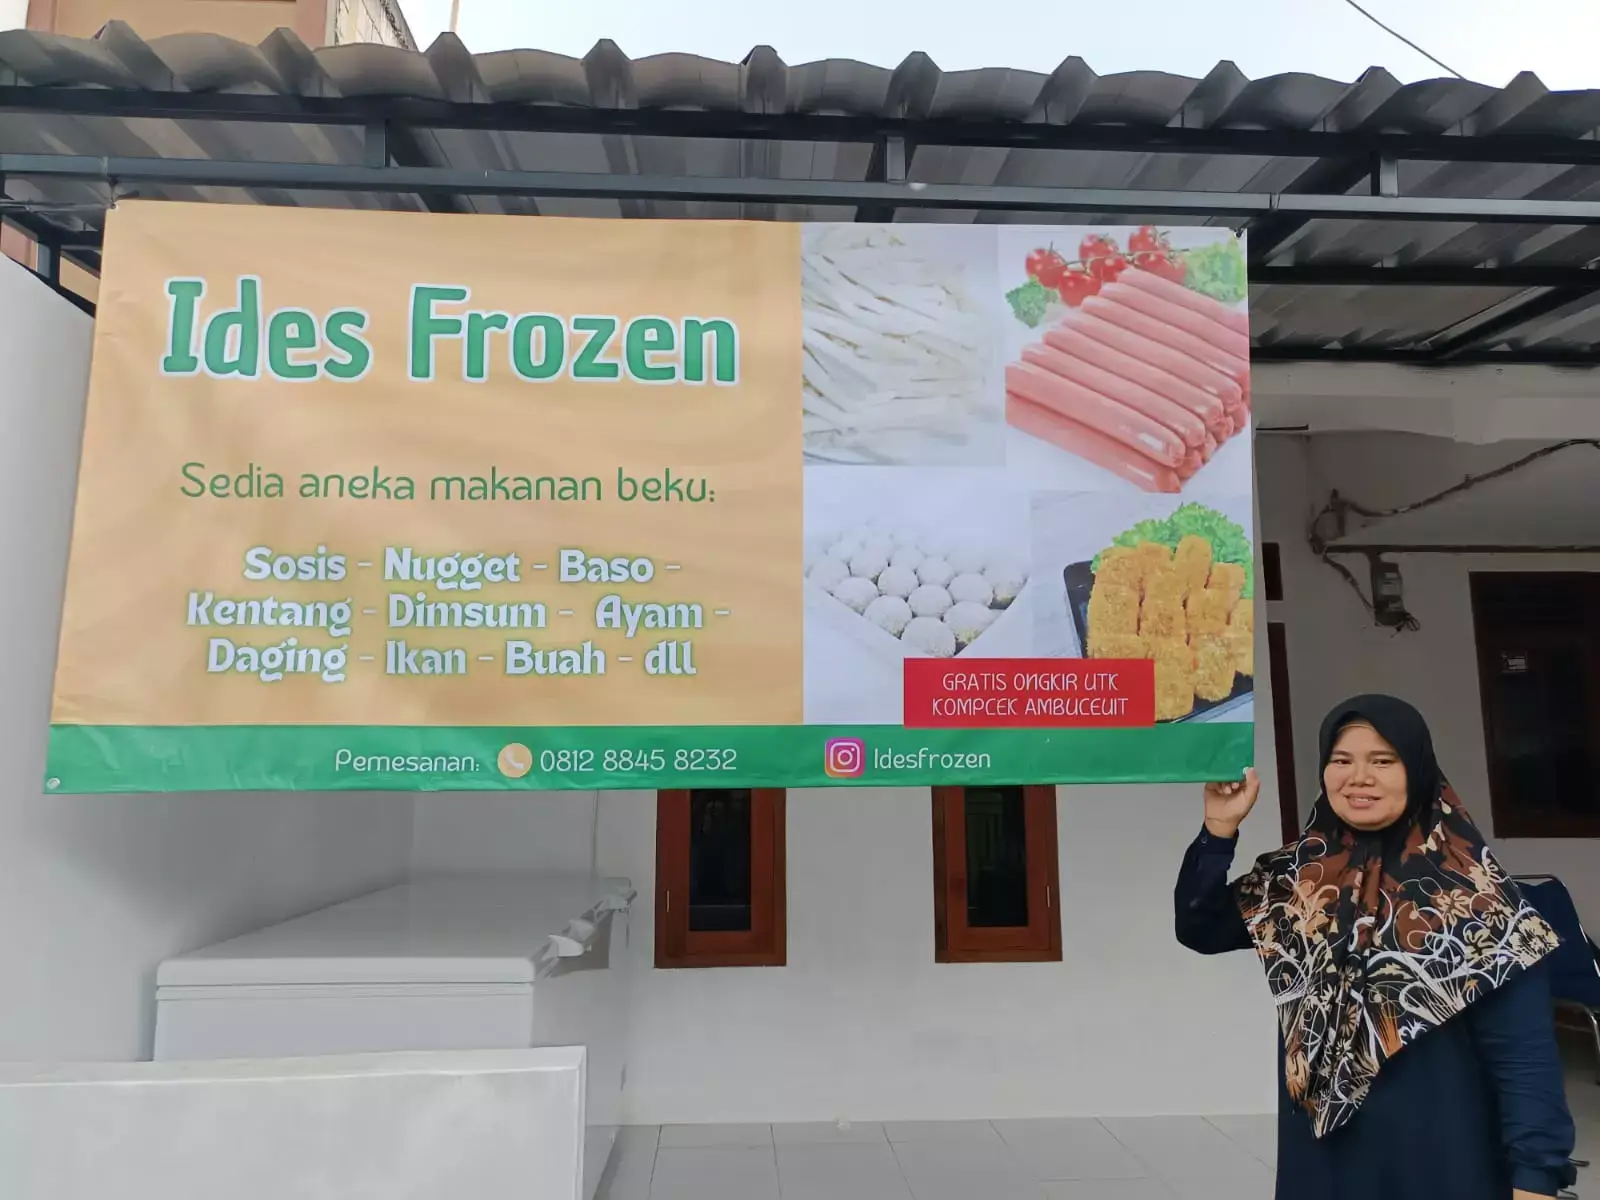 Ides Frozen
Sedia aneka makanan beku:
Sosis - Nugget - Baso -
Kentang - Dimsum - Ayam -
Daging - Ikan - Buah - dll
GRATIS ONGKIR UTK
KOMPCEK AMBUCEUIT
Pemesanan: 0812 8845 8232
Idesfrozen